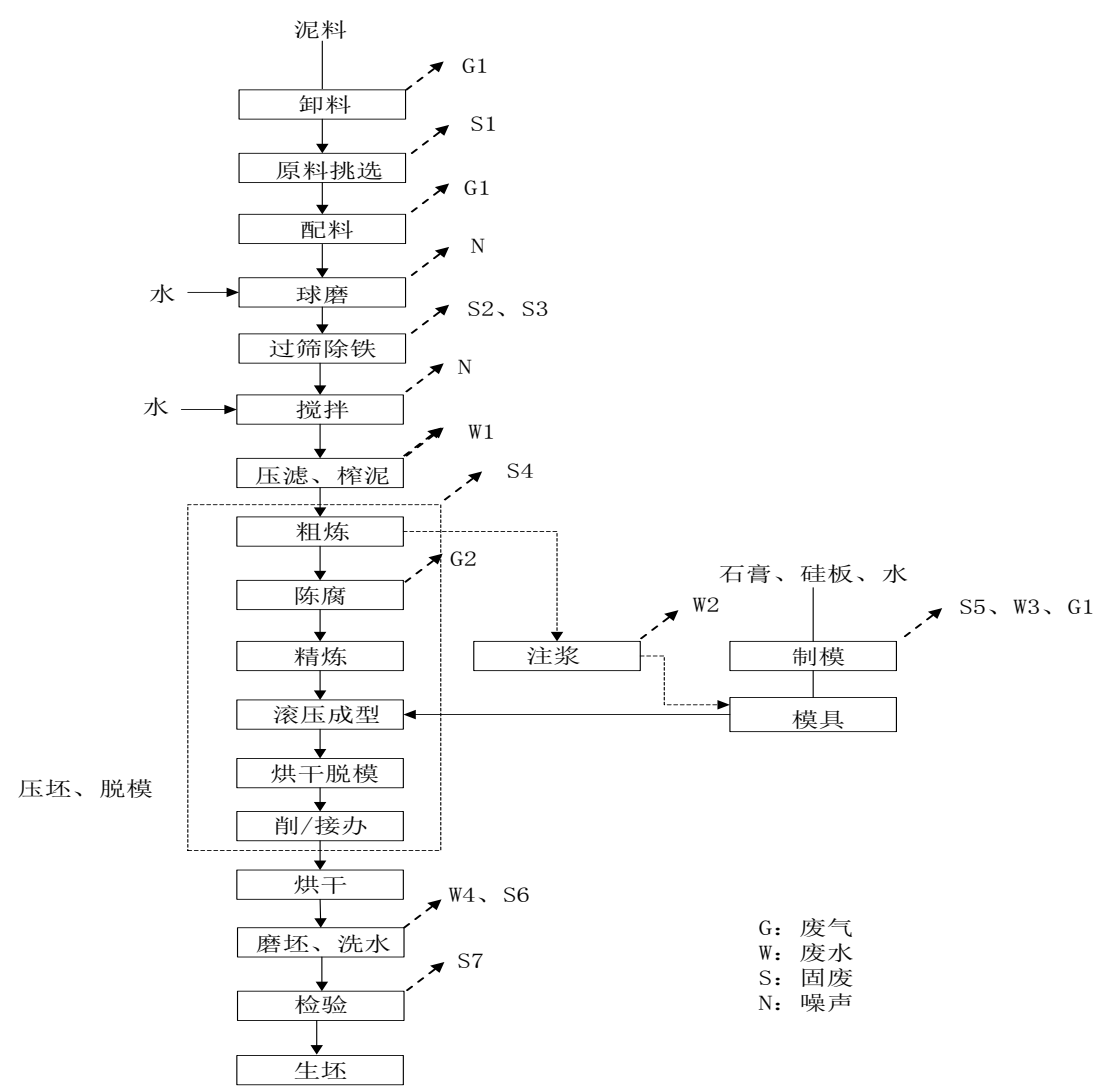 泥料
G1
卸料
S1
原料挑选
G1
配料
N
水
球磨
S2、S3
过筛除铁
N
水
搅拌
W1
压滤、榨泥
S4
粗炼
G2
陈腐
石膏、硅板、水
W2
S5、W3、G1
精炼
注浆
制模
滚压成型
模具
烘干脱模
压坯、脱模
削/接办
烘干
W4、S6
磨坯、洗水
S7
检验
生坯
G：废气
W：废水
S：固废
N：噪声